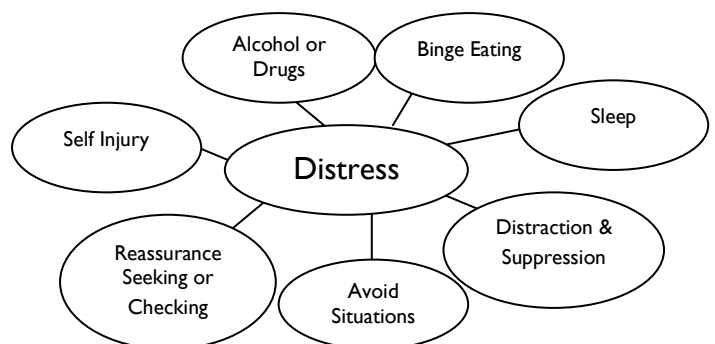 Alcohol or
Drugs
Binge Eating
Sleep
Self Injury
Distress
Distraction &
Suppression
Reassurance
Seeking or
Checking
Avoid
Situations